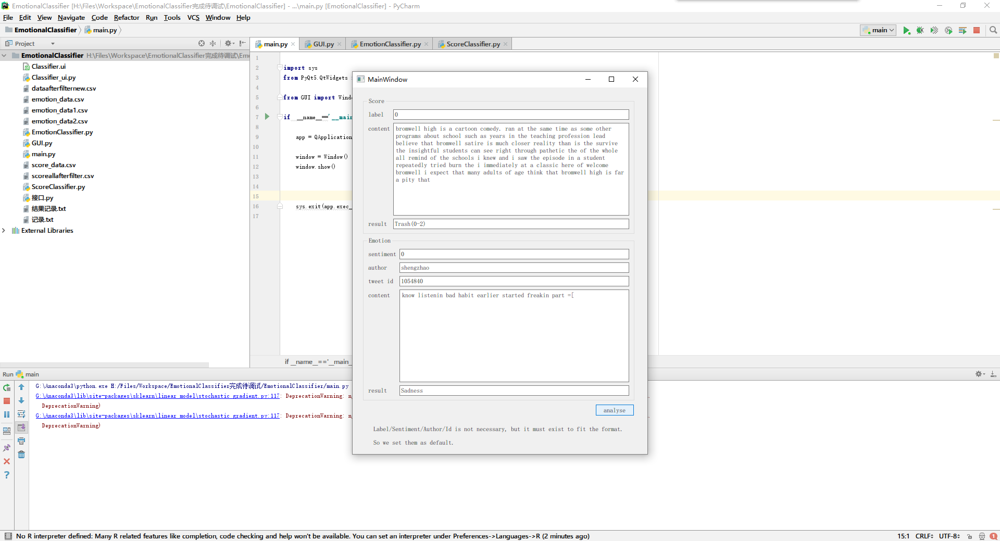 EmotionalClassifier [H:\Files\Workspace\EmotionalClassifier完成待调试\EmotionalClassifier] - ...\main.py [EmotionalClassifier] - PyCharm
File Edit View Navigate Code Refactor Run Tools VCS Window Help
EmotionalClassifier main.py
main
Project
main.py GUI.py EmotionClassifier.py ScoreClassifier.py
EmotionalClassifier H:\Files\Workspace\EmotionalClassifier完成待调试\Emo
Classifier.ui
Classifier_ui.py
dataafterfilternew.csv
emotion_data.csv
emotion_data1.csv
emotion_data2.csv
EmotionClassifier.py
GUI.py
main.py
score_data.csv
scoreallafterfilter.csv
ScoreClassifier.py
接口.py
结果记录.txt
记录.txt
External Libraries
1
2 import sys
3 from PyQt5.QtWidgets
4
5 from GUI import Windo
6
7 if __name__=='__main
8
9 app = QApplication
10
11 window = Window()
12 window.show()
13
14
15
16 sys.exit(app.exec_
17
if __name__=='__main_
MainWindow
Score
label 0
content bromwell high is a cartoon comedy. ran at the same time as some other
programs about school such as years in the teaching profession lead
believe that bromwell satire is much closer reality than is the survive
the insightful students can see right through pathetic the of the whole
all remind of the schools i knew and i saw the episode in a student
repeatedly tried burn the i immediately at a classic here of welcome
bromwell i expect that many adults of age think that bromwell high is far
a pity that
result Trash(0-2)
Emotion
sentiment 0
author shengzhao
tweet id 1054840
content know listenin bad habit earlier started freakin part =[
result Sadness
analyse
Label/Sentiment/Author/Id is not necessary, but it must exist to fit the format.
So we set them as default.
Run main
G:\Anaconda3\python.exe H:/Files/Workspace/EmotionalClassifier完成待调试/EmotionalClassifier/main.py
G:\Anaconda3\lib\site-packages\sklearn\linear_model\stochastic_gradient.py:117: DeprecationWarning: n_
DeprecationWarning)
G:\Anaconda3\lib\site-packages\sklearn\linear_model\stochastic_gradient.py:117: DeprecationWarning: n_
DeprecationWarning)
No R interpreter defined: Many R related features like completion, code checking and help won't be available. You can set an interpreter under Preferences->Languages->R (2 minutes ago)
15:1 CRLF UTF-8 1